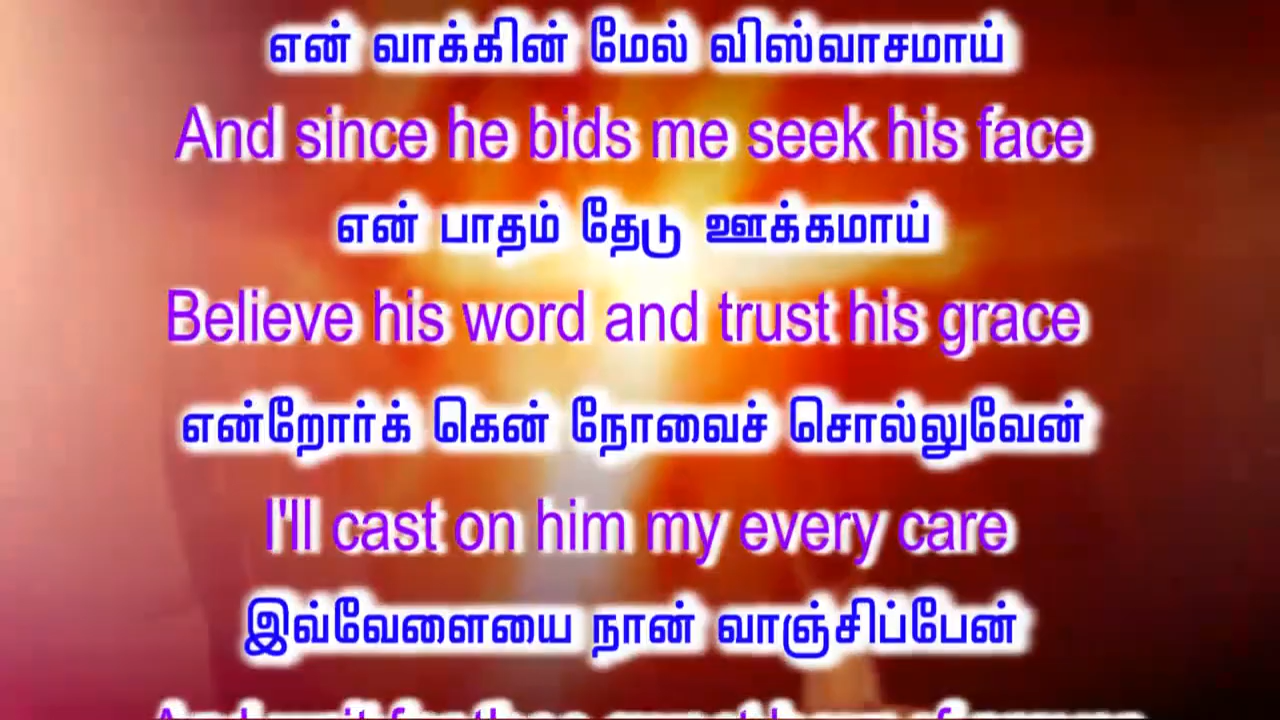 என் வாக்கின் மேல் விஸ்வாசமாய்
And since he bids me seek his face
என் பாதம் தேடு ஊக்கமாய்
Believe his word and trust his grace
என்றோர்க் கென் நோவைச் சொல்லுவேன்
I'll cast on him my every care
இவ்வேளையை நான் வாஞ்சிப்பேன்